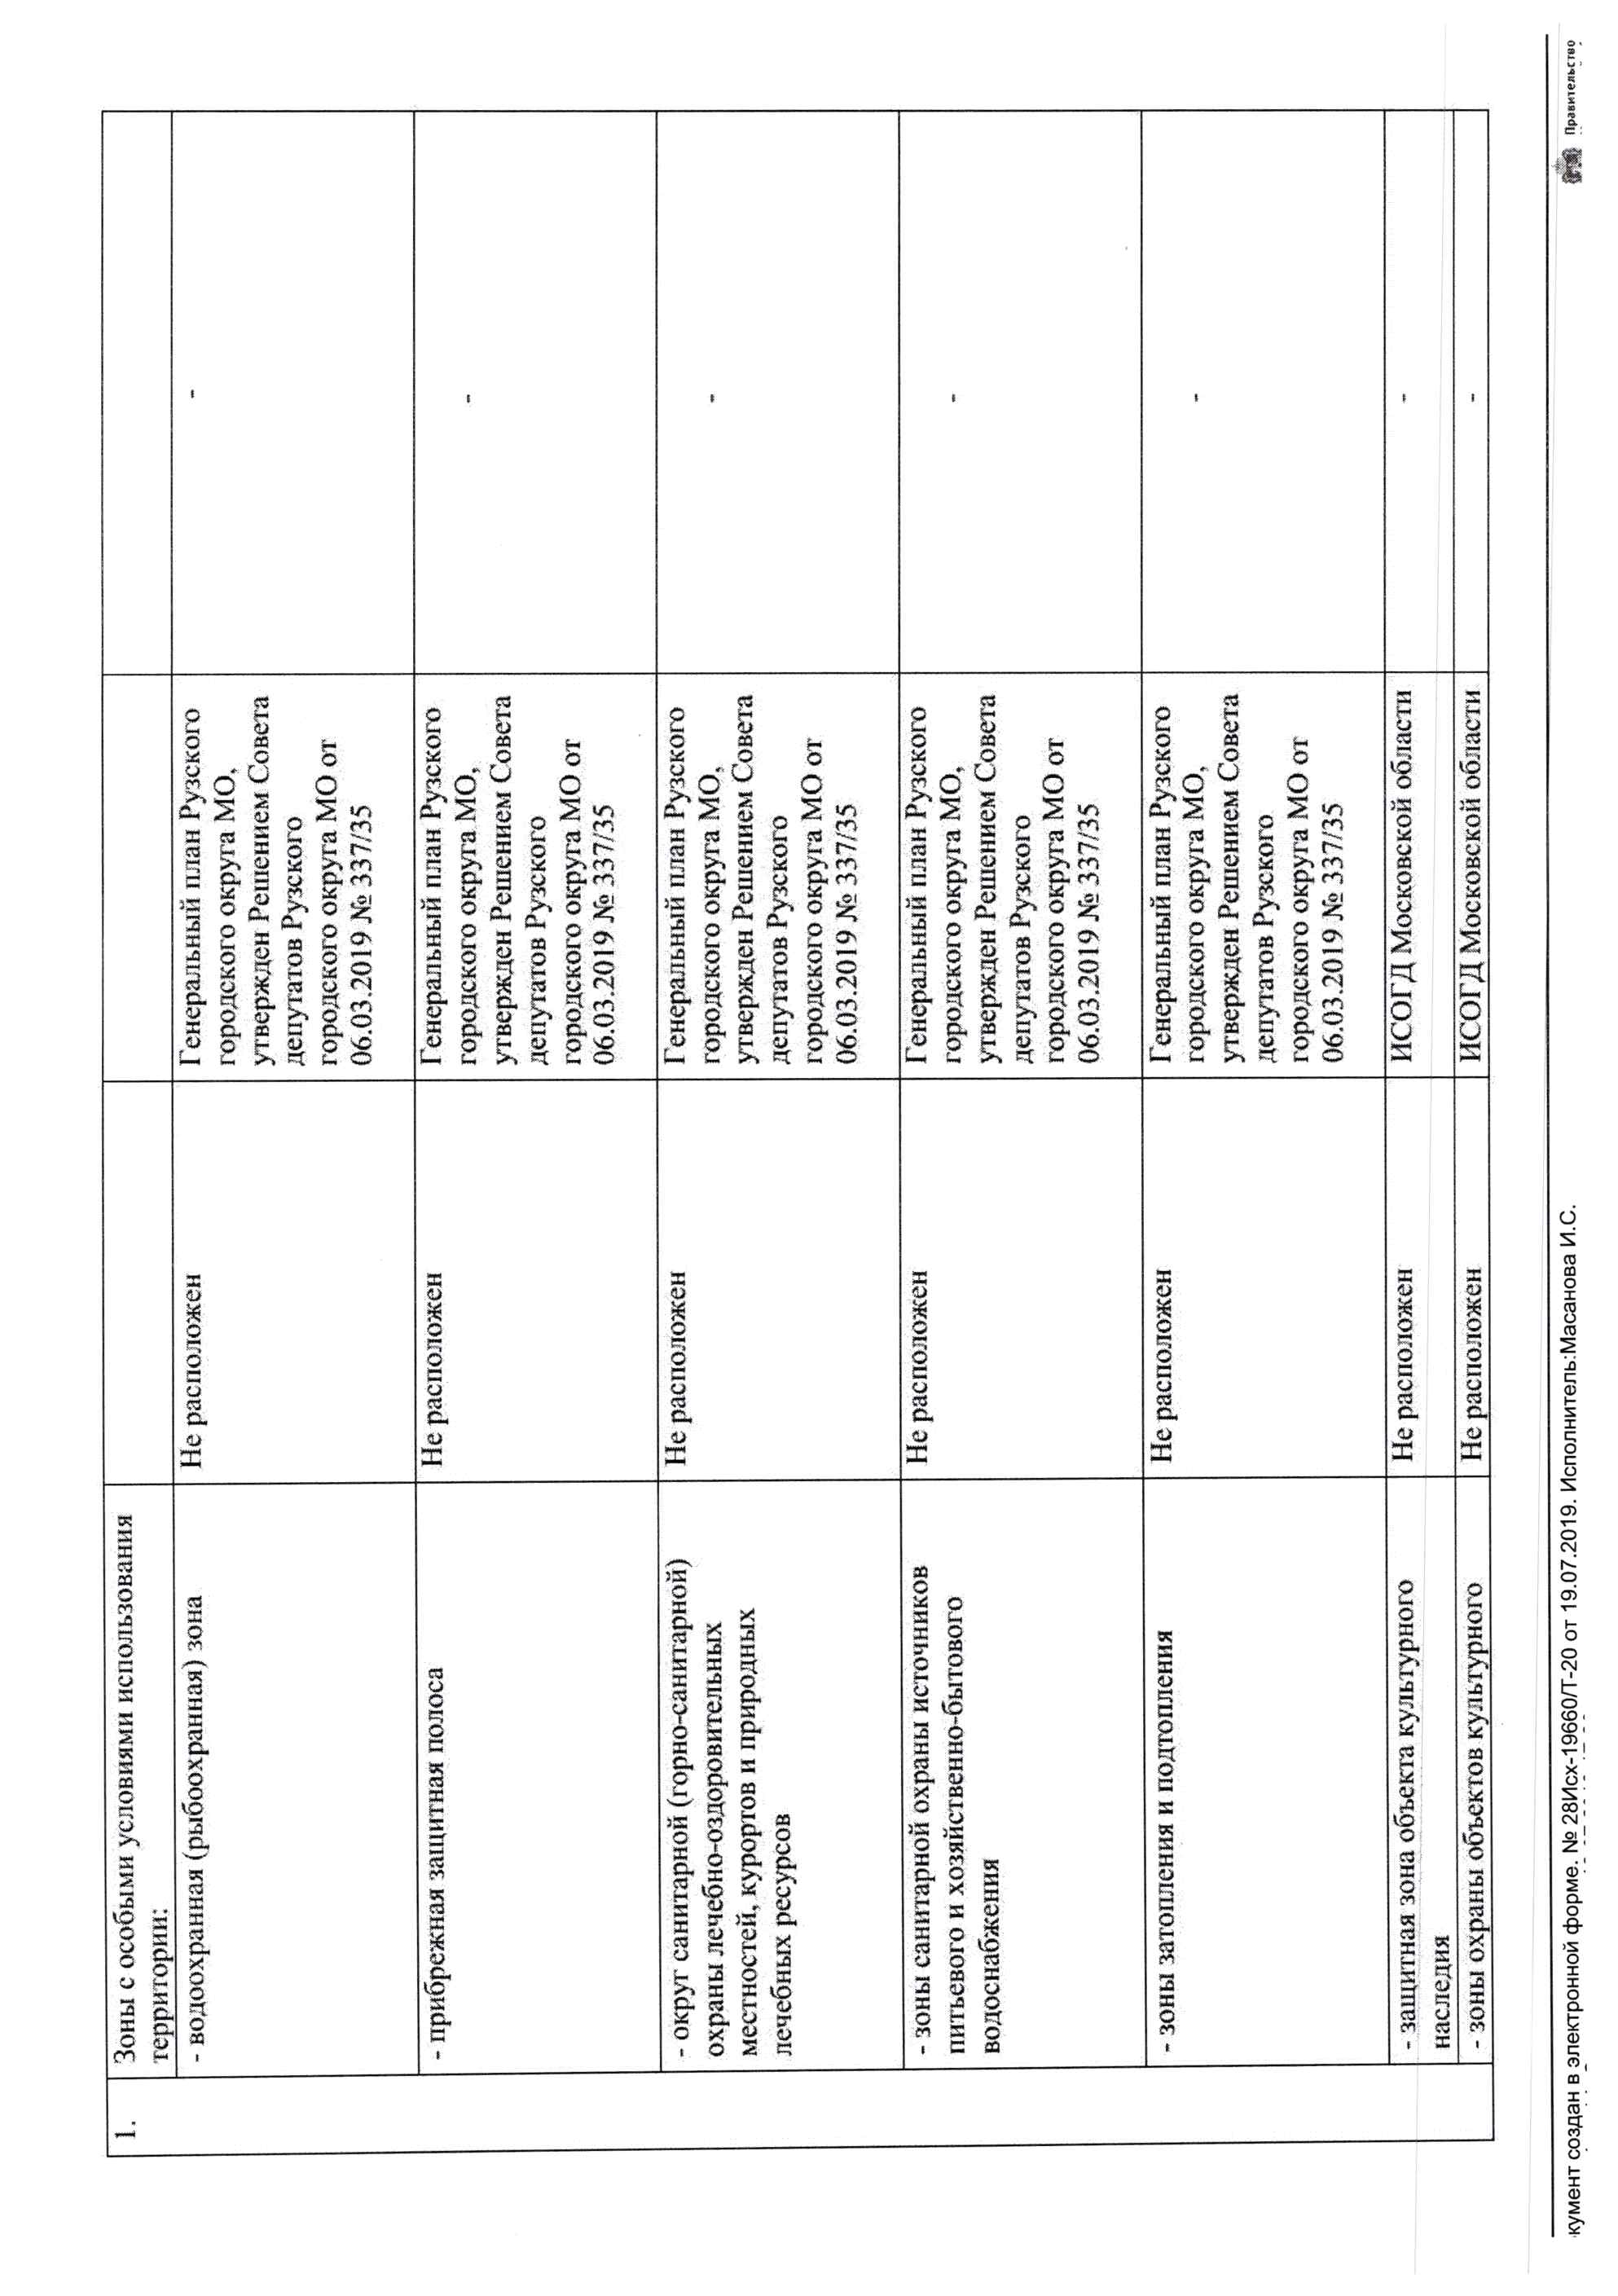 1.
Зоны с особыми условиями использования
территории:
- водоохранная (рыбоохранная) зона
Не расположен
Генеральный план Рузского
городского округа МО,
утвержден Решением Совета
депутатов Рузского
городского округа МО от
06.03.2019 № 337/35
-
- прибрежная защитная полоса
Не расположен
Генеральный план Рузского
городского округа МО,
утвержден Решением Совета
депутатов Рузского
городского округа МО от
06.03.2019 № 337/35
-
- округ санитарной (горно-санитарной)
охраны лечебно-оздоровительных
местностей, курортов и природных
лечебных ресурсов
Не расположен
Генеральный план Рузского
городского округа МО,
утвержден Решением Совета
депутатов Рузского
городского округа МО от
06.03.2019 № 337/35
-
- зоны санитарной охраны источников
питьевого и хозяйственно-бытового
водоснабжения
Не расположен
Генеральный план Рузского
городского округа МО,
утвержден Решением Совета
депутатов Рузского
городского округа МО от
06.03.2019 № 337/35
-
- зоны затопления и подтопления
Не расположен
Генеральный план Рузского
городского округа МО,
утвержден Решением Совета
депутатов Рузского
городского округа МО от
06.03.2019 № 337/35
-
- защитная зона объекта культурного
наследия
Не расположен
ИСОГД Московской области
-
- зоны охраны объектов культурного
Не расположен
ИСОГД Московской области
-
кумент создан в электронной форме. № 28Исх-19660/Т-20 от 19.07.2019. Исполнитель:Масанова И.С.
Правительство